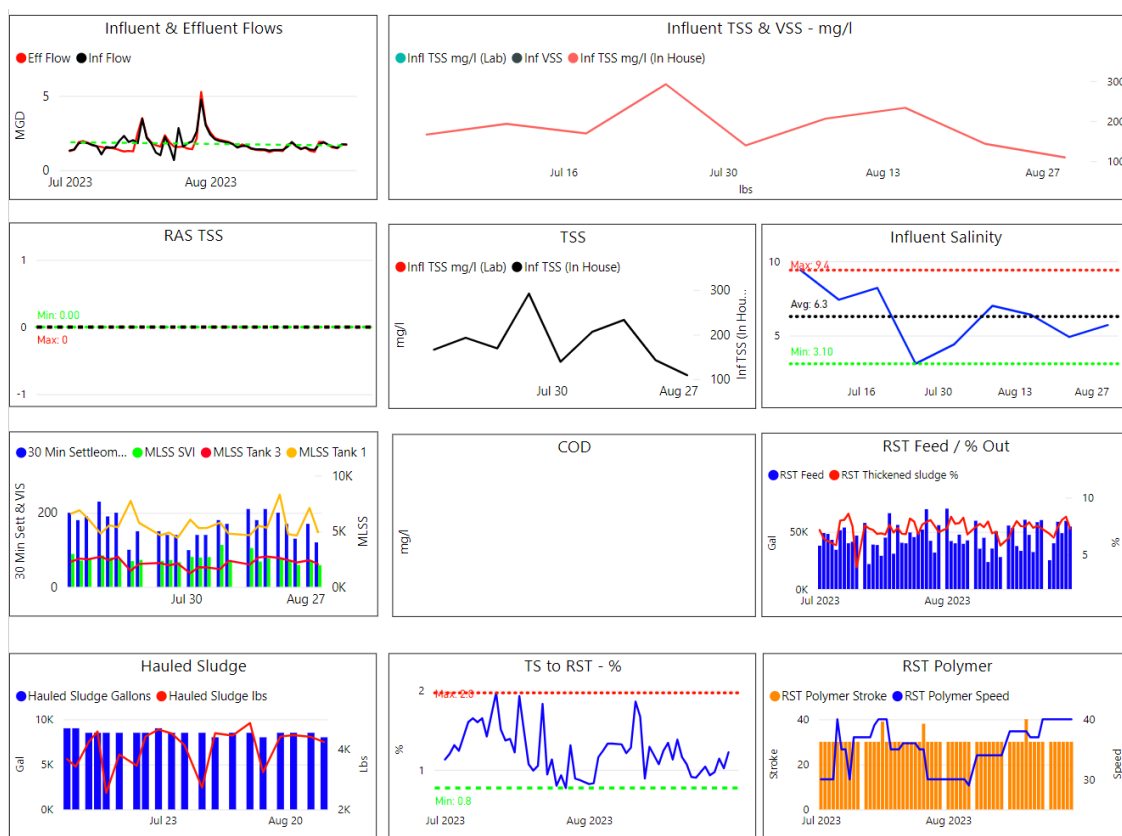 Influent & Effluent Flows
Eff Flow Inf Flow
5
MGD
0
Jul 2023 Aug 2023
Influent TSS & VSS - mg/l
Infl TSS mg/l (Lab) Inf VSS Inf TSS mg/l (In House)
300
200
100
Jul 16 Jul 30 Aug 13 Aug 27
lbs
RAS TSS
1
Min: 0.00
0
Max: 0
-1
TSS
Infl TSS mg/l (Lab) Inf TSS (In House)
300
mg/l
200
Inf TSS (In Hous...
100
Jul 30 Aug 27
Influent Salinity
10
Max: 9.4
Avg: 6.3
5
Min: 3.10
Jul 16 Jul 30 Aug 13 Aug 27
30 Min Settleom... MLSS SVI MLSS Tank 3 MLSS Tank 1
10K
200
30 Min Sett & VIS
5K
MLSS
0
0K
Jul 30 Aug 27
COD
mg/l
RST Feed / % Out
RST Feed RST Thickened sludge %
10
50K
Gal
5
%
0K
Jul 2023 Aug 2023
Hauled Sludge
Hauled Sludge Gallons Hauled Sludge lbs
10K
4K
5K
Gal
Lbs
0K
2K
Jul 23 Aug 20
TS to RST - %
2
Max: 2.0
%
1
Min: 0.8
Jul 2023 Aug 2023
RST Polymer
RST Polymer Stroke RST Polymer Speed
40 40
20
Stroke
30
Speed
0
Jul 2023 Aug 2023